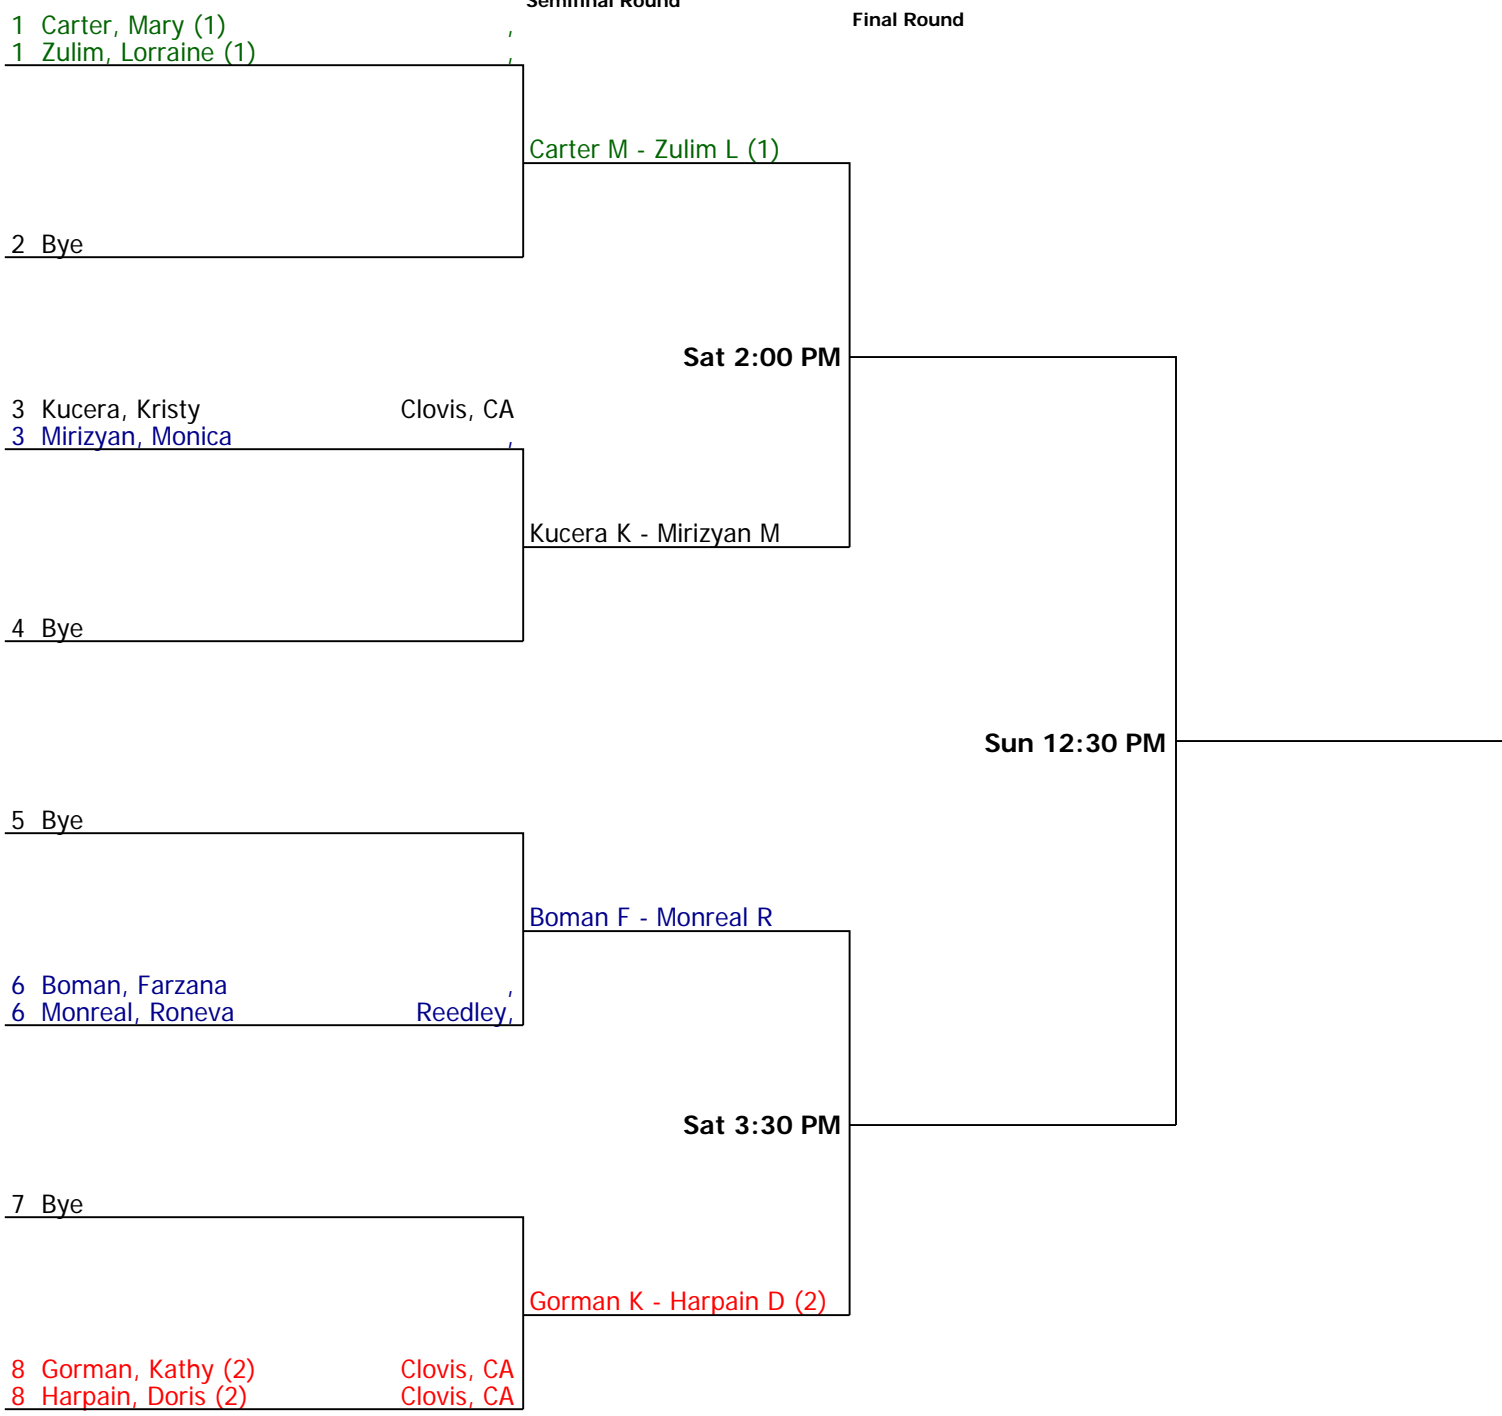 Semifinal Round
Final Round
1 Carter, Mary (1) ,
1 Zulim, Lorraine (1) ,
Carter M - Zulim L (1)
2 Bye
Sat 2:00 PM
3 Kucera, Kristy Clovis, CA
3 Mirizyan, Monica ,
Kucera K - Mirizyan M
4 Bye
Sun 12:30 PM
5 Bye
Boman F - Monreal R
6 Boman, Farzana ,
6 Monreal, Roneva Reedley,
Sat 3:30 PM
7 Bye
Gorman K - Harpain D (2)
8 Gorman, Kathy (2) Clovis, CA
8 Harpain, Doris (2) Clovis, CA